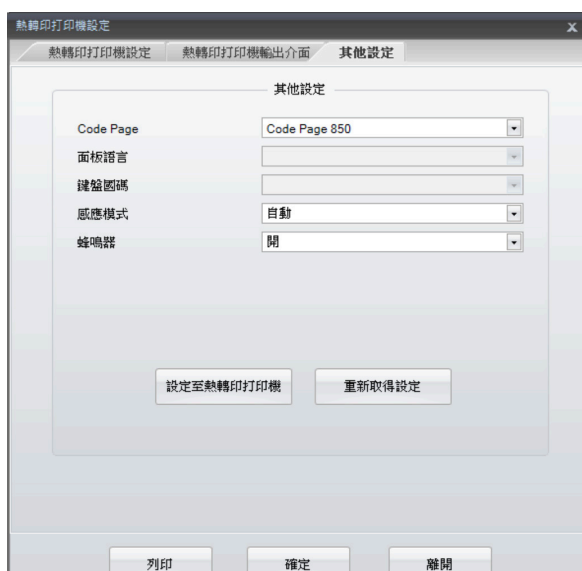 熱轉印打印機設定
x
熱轉印打印機設定 熱轉印打印機輸出介面 其他設定
其他設定
Code Page Code Page 850
面板語言
鍵盤國碼
感應模式 自動
蜂鳴器 開
設定至熱轉印打印機 重新取得設定
列印 確定 離開